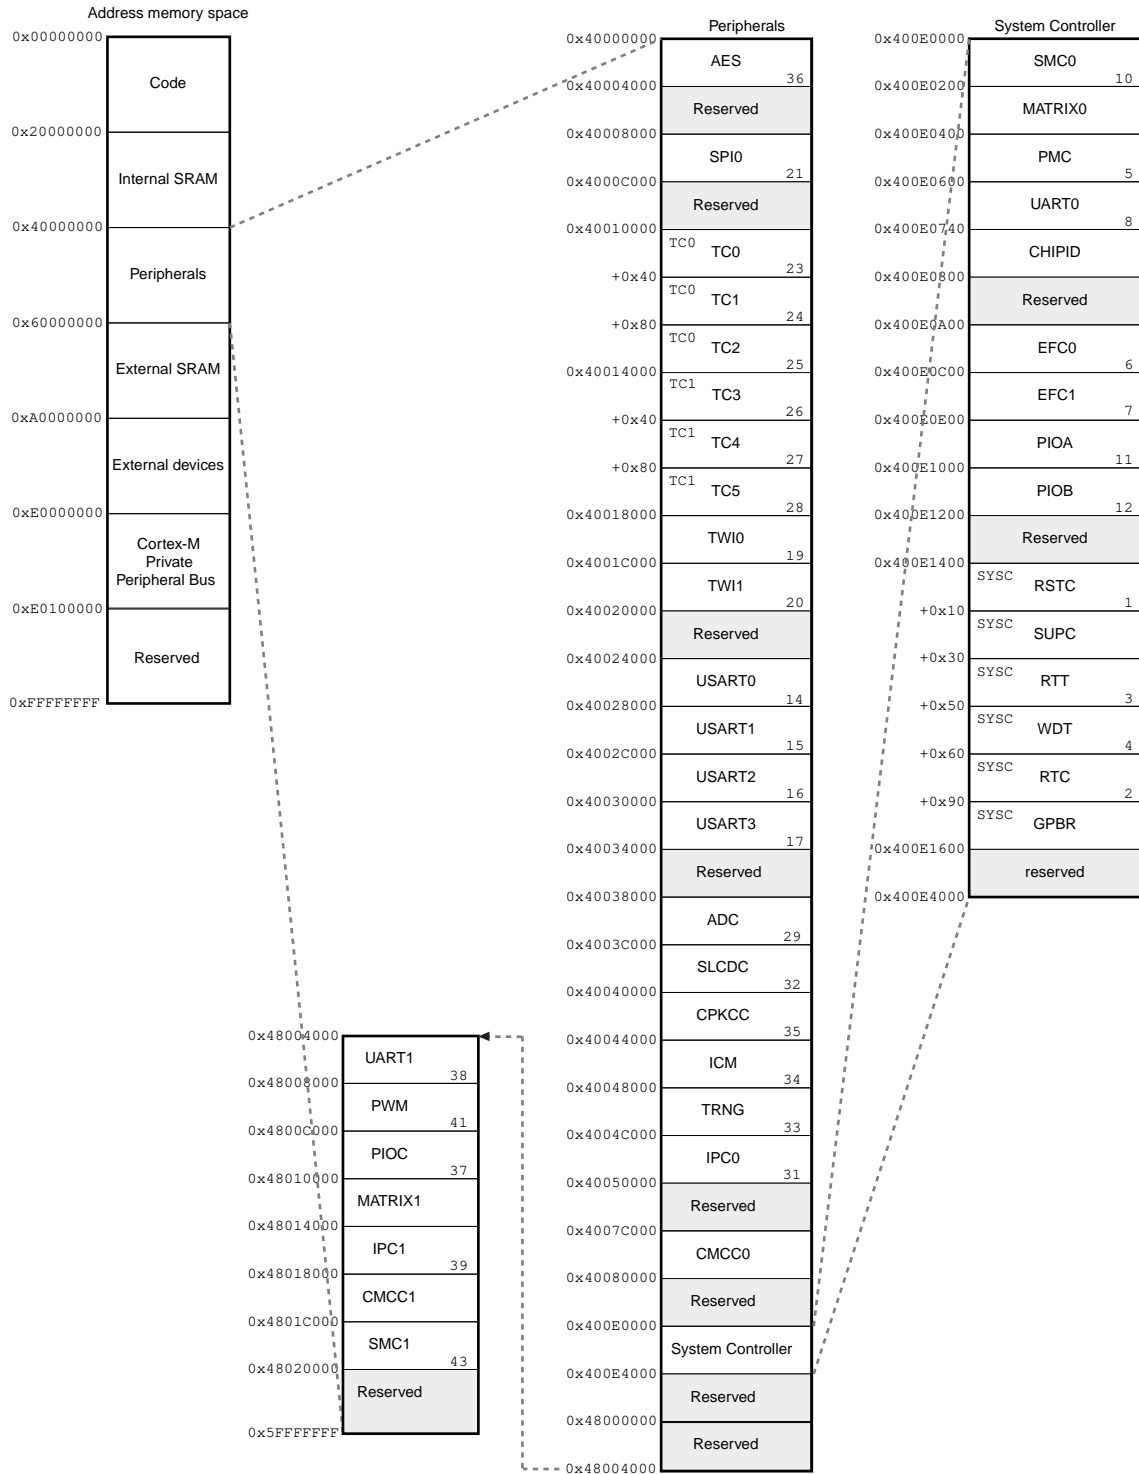 Address memory space
0x00000000
Code
0x20000000
Internal SRAM
0x40000000
Peripherals
0x60000000
External SRAM
0xA0000000
External devices
0xE0000000
Cortex-M
Private
Peripheral Bus
0xE0100000
Reserved
0xFFFFFFFF
Peripherals
0x40000000
AES
36
0x40004000
Reserved
0x40008000
SPI0
21
0x4000C000
Reserved
0x40010000
TC0
TC0
23
+0x40
TC0
TC1
24
+0x80
TC0
TC2
25
0x40014000
TC1
TC3
26
+0x40
TC1
TC4
27
+0x80
TC1
TC5
28
0x40018000
TWI0
19
0x4001C000
TWI1
20
0x40020000
Reserved
0x40024000
USART0
14
0x40028000
USART1
15
0x4002C000
USART2
16
0x40030000
USART3
17
0x40034000
Reserved
0x40038000
ADC
29
0x4003C000
SLCDC
32
0x40040000
CPKCC
35
0x40044000
ICM
34
0x40048000
TRNG
33
0x4004C000
IPC0
31
0x40050000
Reserved
0x4007C000
CMCC0
0x40080000
Reserved
0x400E0000
System Controller
0x400E4000
Reserved
0x48000000
Reserved
0x48004000
System Controller
0x400E0000
SMC0
10
0x400E0200
MATRIX0
0x400E0400
PMC
5
0x400E0600
UART0
8
0x400E0740
CHIPID
0x400E0800
Reserved
0x400E0A00
EFC0
6
0x400E0C00
EFC1
7
0x400E0E00
PIOA
11
0x400E1000
PIOB
12
0x400E1200
Reserved
0x400E1400
SYSC
RSTC
1
+0x10
SYSC
SUPC
+0x30
SYSC
RTT
3
+0x50
SYSC
WDT
4
+0x60
SYSC
RTC
2
+0x90
SYSC
GPBR
0x400E1600
reserved
0x400E4000
0x48004000
UART1
38
0x48008000
PWM
41
0x4800C000
PIOC
37
0x48010000
MATRIX1
0x48014000
IPC1
39
0x48018000
CMCC1
0x4801C000
SMC1
43
0x48020000
Reserved
0x5FFFFFFF